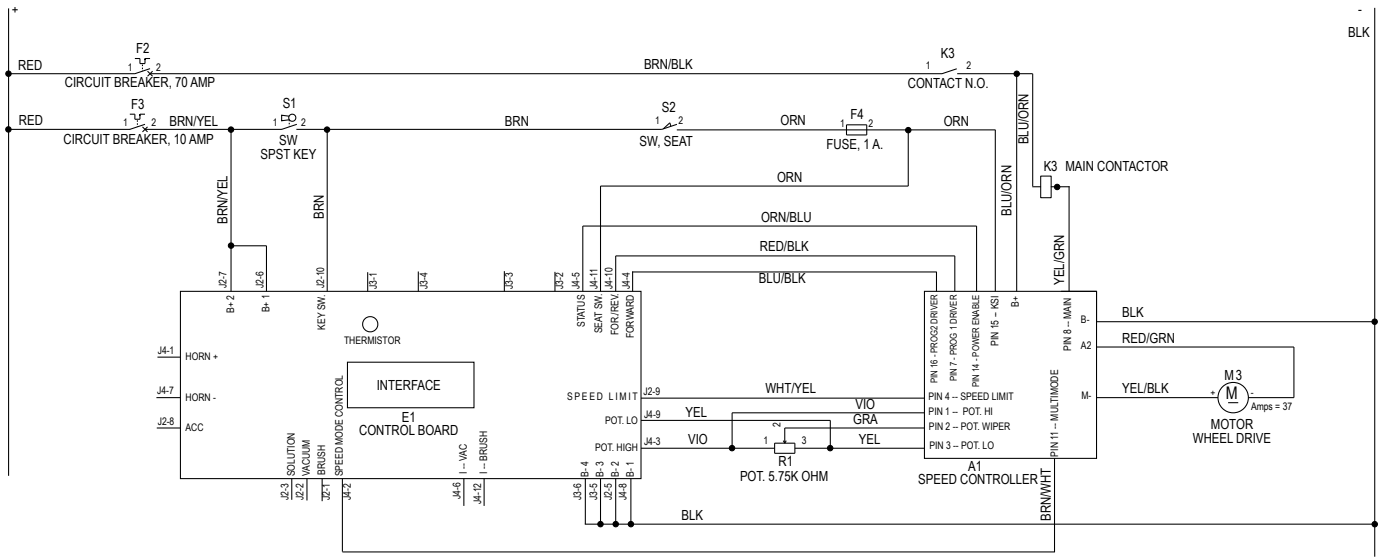 +
-
BLK
F2
K3
RED
1 2
BRN/BLK
1 2
CIRCUIT BREAKER, 70 AMP
CONTACT N.O.
F3
S1
S2
F4
RED
1 2
BRN/YEL
1 2
BRN
1 2
ORN
1 2
ORN
CIRCUIT BREAKER, 10 AMP
SW
SPST KEY
SW, SEAT
FUSE, 1 A.
BLU/ORN
K3 MAIN CONTACTOR
BRN/YEL
BRN
ORN
BLU/ORN
ORN/BLU
RED/BLK
YEL/GRN
BLU/BLK
J2-7
J2-6
J2-10
J3-1
J3-4
J3-3
J3-2
J4-5
J4-11
J4-10
J4-4
B+ 2
B+ 1
KEY SW.
STATUS
SEAT SW.
FOR./REV.
FORWARD
PIN 16 - PROG2 DRIVER
PIN 7 - PROG 1 DRIVER
PIN 14 - POWER ENABLE
PIN 15 -- KSI
B+
PIN 8 -- MAIN
B-
BLK
THERMISTOR
A2
RED/GRN
J4-1
HORN +
INTERFACE
M3
J4-7
HORN -
SPEED LIMIT
J2-9
WHT/YEL
PIN 4 -- SPEED LIMIT
M-
YEL/BLK
+
M
-
Amps = 37
E1
VIO
PIN 1 -- POT. HI
J2-8
ACC
CONTROL BOARD
POT. LO
J4-9
YEL
2
GRA
PIN 2 -- POT. WIPER
MOTOR
WHEEL DRIVE
POT. HIGH
J4-3
VIO
1
3
YEL
PIN 3 -- POT. LO
PIN 11 -- MULTIMODE
R1
POT. 5.75K OHM
A1
SPEED CONTROLLER
SOLUTION
VACUUM
BRUSH
SPEED MODE CONTROL
I -- VAC
I -- BRUSH
B- 4
B- 3
B- 2
B- 1
J2-3
J2-2
J2-1
J4-2
J4-6
J4-12
J3-6
J3-5
J2-5
J4-8
BRN/WHT
BLK